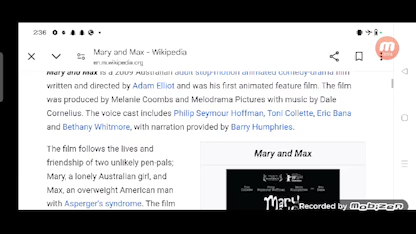 2:36
Mary and Max - Wikipedia
en.m.wikipedia.org
Mary and Max is a 2009 Australian adult stop-motion animated comedy-drama film
written and directed by Adam Elliot and was his first animated feature film. The film
was produced by Melanie Coombs and Melodrama Pictures with music by Dale
Cornelius. The voice cast includes Philip Seymour Hoffman, Toni Collette, Eric Bana
and Bethany Whitmore, with narration provided by Barry Humphries.
The film follows the lives and
friendship of two unlikely pen-pals;
Mary, a lonely Australian girl, and
Max, an overweight American man
with Asperger's syndrome. The film
Mary and Max
Mary
Recorded by Mobizen